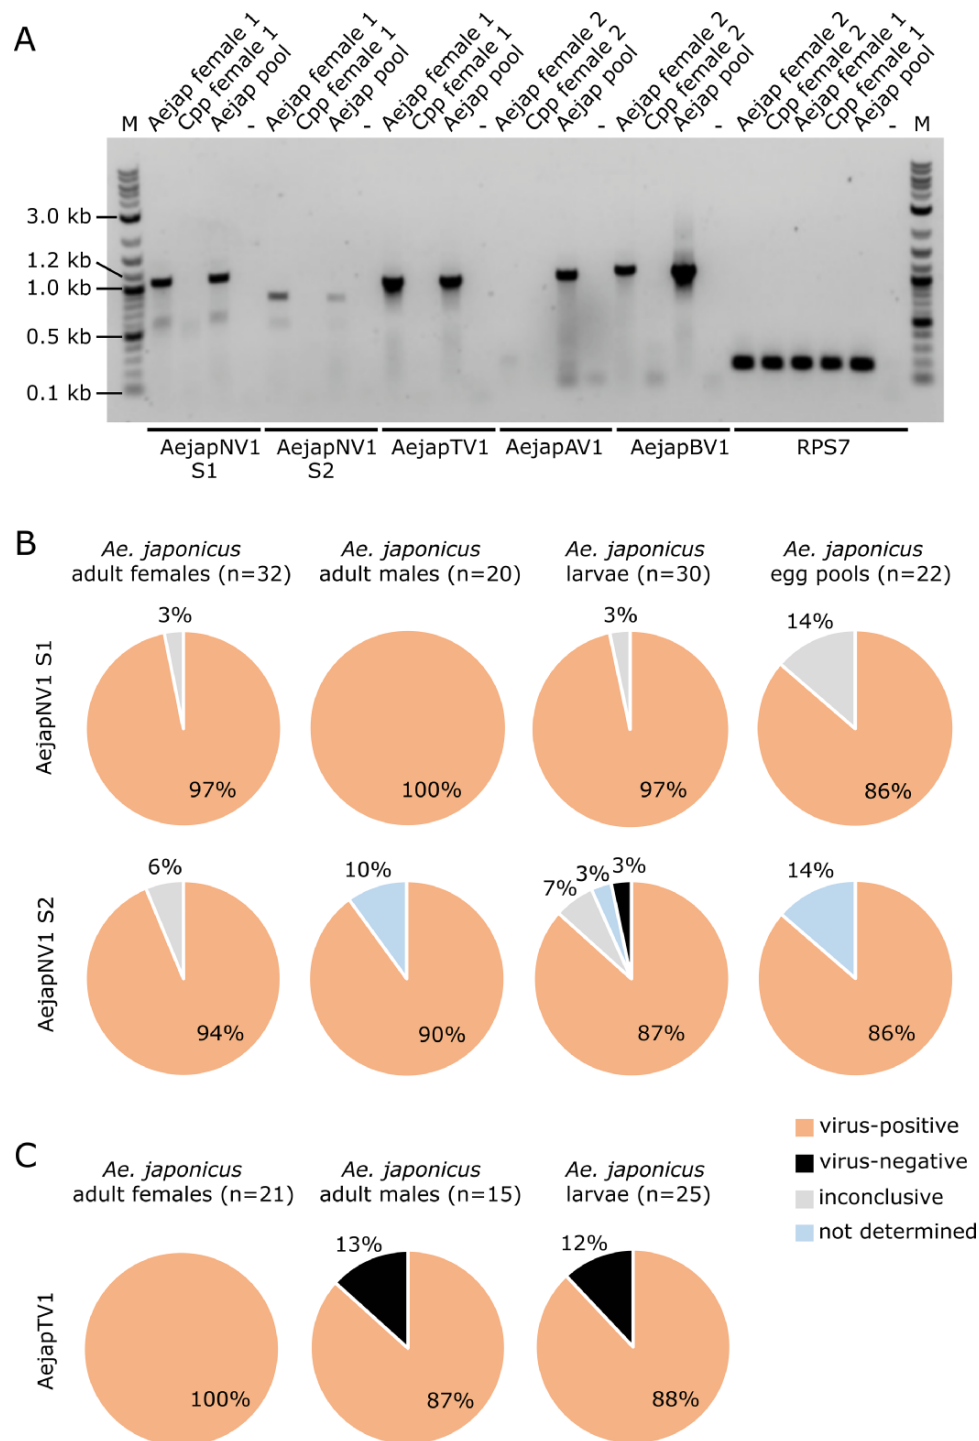 A
M
Aejap female 1
Cpp female 1
Aejap pool
-
Aejap female 1
Cpp female 1
Aejap pool
-
Aejap female 1
Cpp female 1
Aejap pool
-
Aejap female 2
Cpp female 2
Aejap pool
-
Aejap female 2
Cpp female 2
Aejap pool
-
Aejap female 2
Cpp female 2
Aejap female 1
Cpp female 1
Aejap pool
-
M
3.0 kb
1.2 kb
1.0 kb
0.5 kb
0.1 kb
AejapNV1
S1
AejapNV1
S2
AejapTV1
AejapAV1
AejapBV1
RPS7
B
Ae. japonicus
adult females (n=32)
Ae. japonicus
adult males (n=20)
Ae. japonicus
larvae (n=30)
Ae. japonicus
egg pools (n=22)
AejapNV1 S1
3%
97%
100%
3%
97%
14%
86%
AejapNV1 S2
6%
94%
10%
90%
7%
3%
3%
87%
14%
86%
virus-positive
virus-negative
inconclusive
not determined
C
Ae. japonicus
adult females (n=21)
Ae. japonicus
adult males (n=15)
Ae. japonicus
larvae (n=25)
AejapTV1
100%
13%
87%
12%
88%